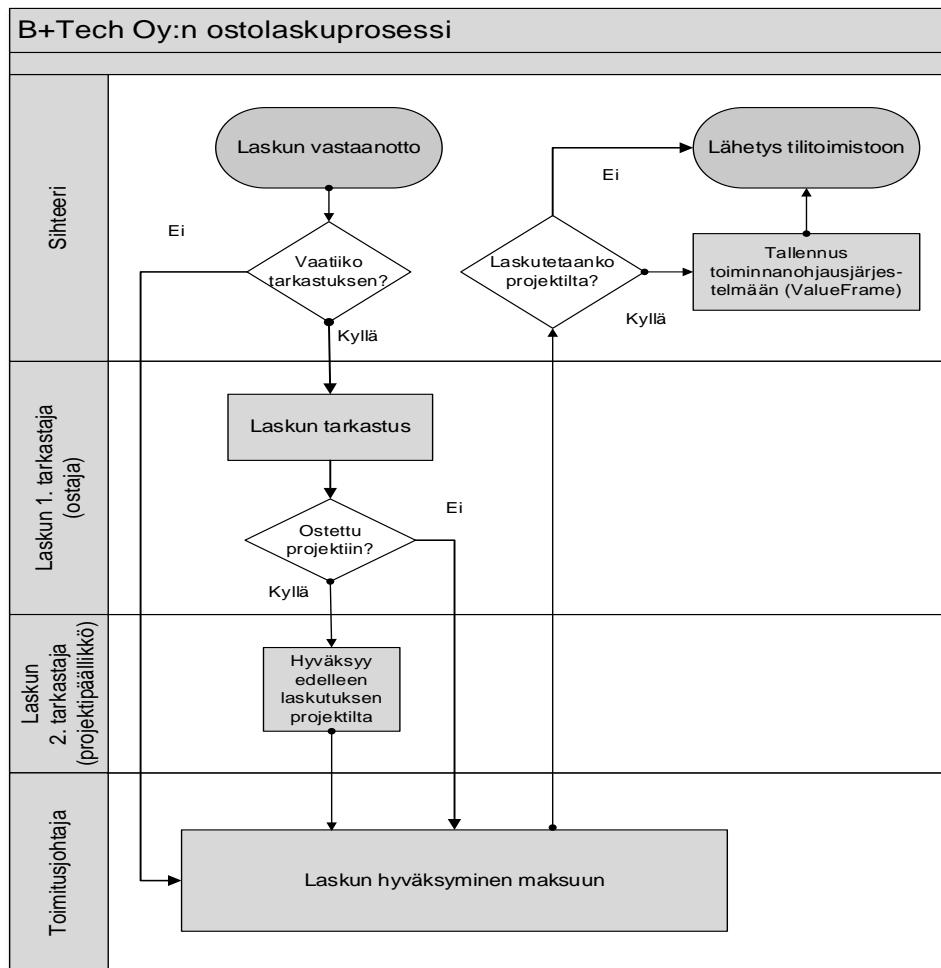 B+Tech Oy:n ostolaskuprosessi
Sihteeri
Laskun vastaanotto
Lähetys tilitoimistoon
Ei
Ei
Vaatiiko
tarkastuksen?
Laskutetaanko
projektilta?
Tallennus
toiminnanohjausjärjes-
telmään (ValueFrame)
Kyllä
Kyllä
Laskun 1. tarkastaja
(ostaja)
Laskun tarkastus
Ei
Ostettu
projektiin?
Kyllä
Laskun
2. tarkastaja
(projektipäällikkö)
Hyväksyy
edelleen
laskutuksen
projektilta
Toimitusjohtaja
Laskun hyväksyminen maksuun